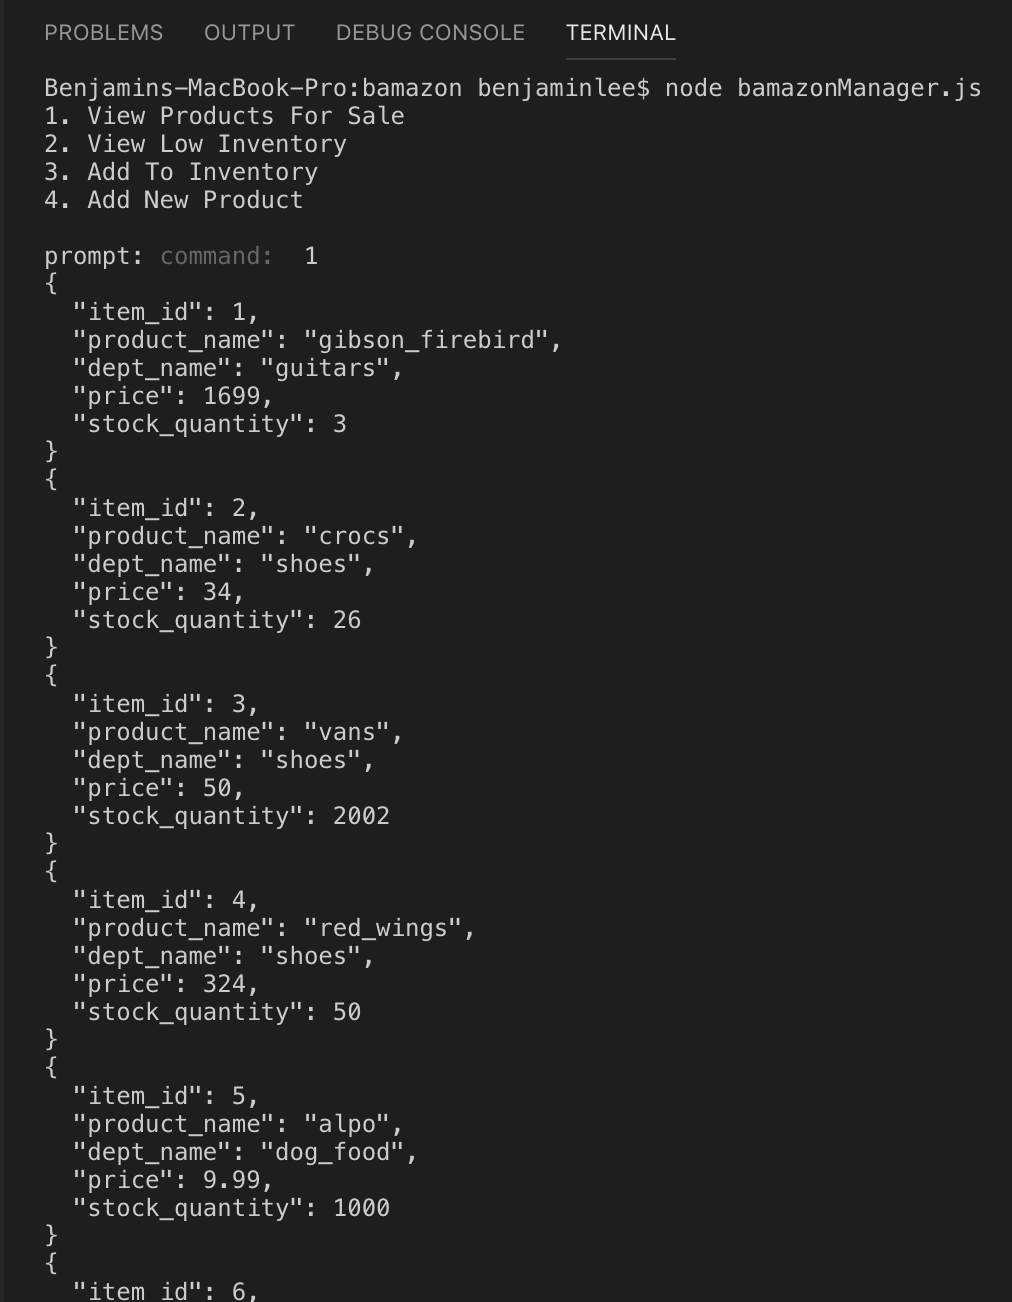 PROBLEMS OUTPUT DEBUG CONSOLE TERMINAL
Benjamins-MacBook-Pro:bamazon benjaminlee$ node bamazonManager.js
1. View Products For Sale
2. View Low Inventory
3. Add To Inventory
4. Add New Product
prompt: command:  1
{
  "item_id": 1,
  "product_name": "gibson_firebird",
  "dept_name": "guitars",
  "price": 1699,
  "stock_quantity": 3
}
{
  "item_id": 2,
  "product_name": "crocs",
  "dept_name": "shoes",
  "price": 34,
  "stock_quantity": 26
}
{
  "item_id": 3,
  "product_name": "vans",
  "dept_name": "shoes",
  "price": 50,
  "stock_quantity": 2002
}
{
  "item_id": 4,
  "product_name": "red_wings",
  "dept_name": "shoes",
  "price": 324,
  "stock_quantity": 50
}
{
  "item_id": 5,
  "product_name": "alpo",
  "dept_name": "dog_food",
  "price": 9.99,
  "stock_quantity": 1000
}
{
  "item_id": 6,